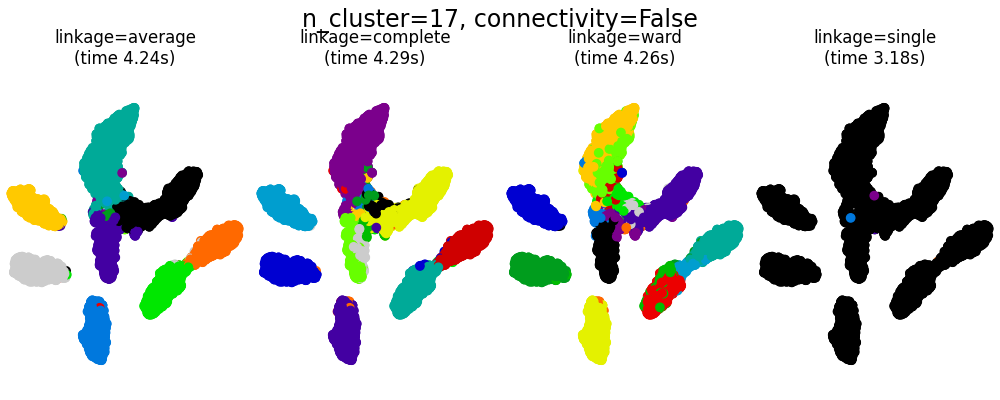 n_cluster=17, connectivity=False
linkage=average
(time 4.24s)
linkage=complete
(time 4.29s)
linkage=ward
(time 4.26s)
linkage=single
(time 3.18s)